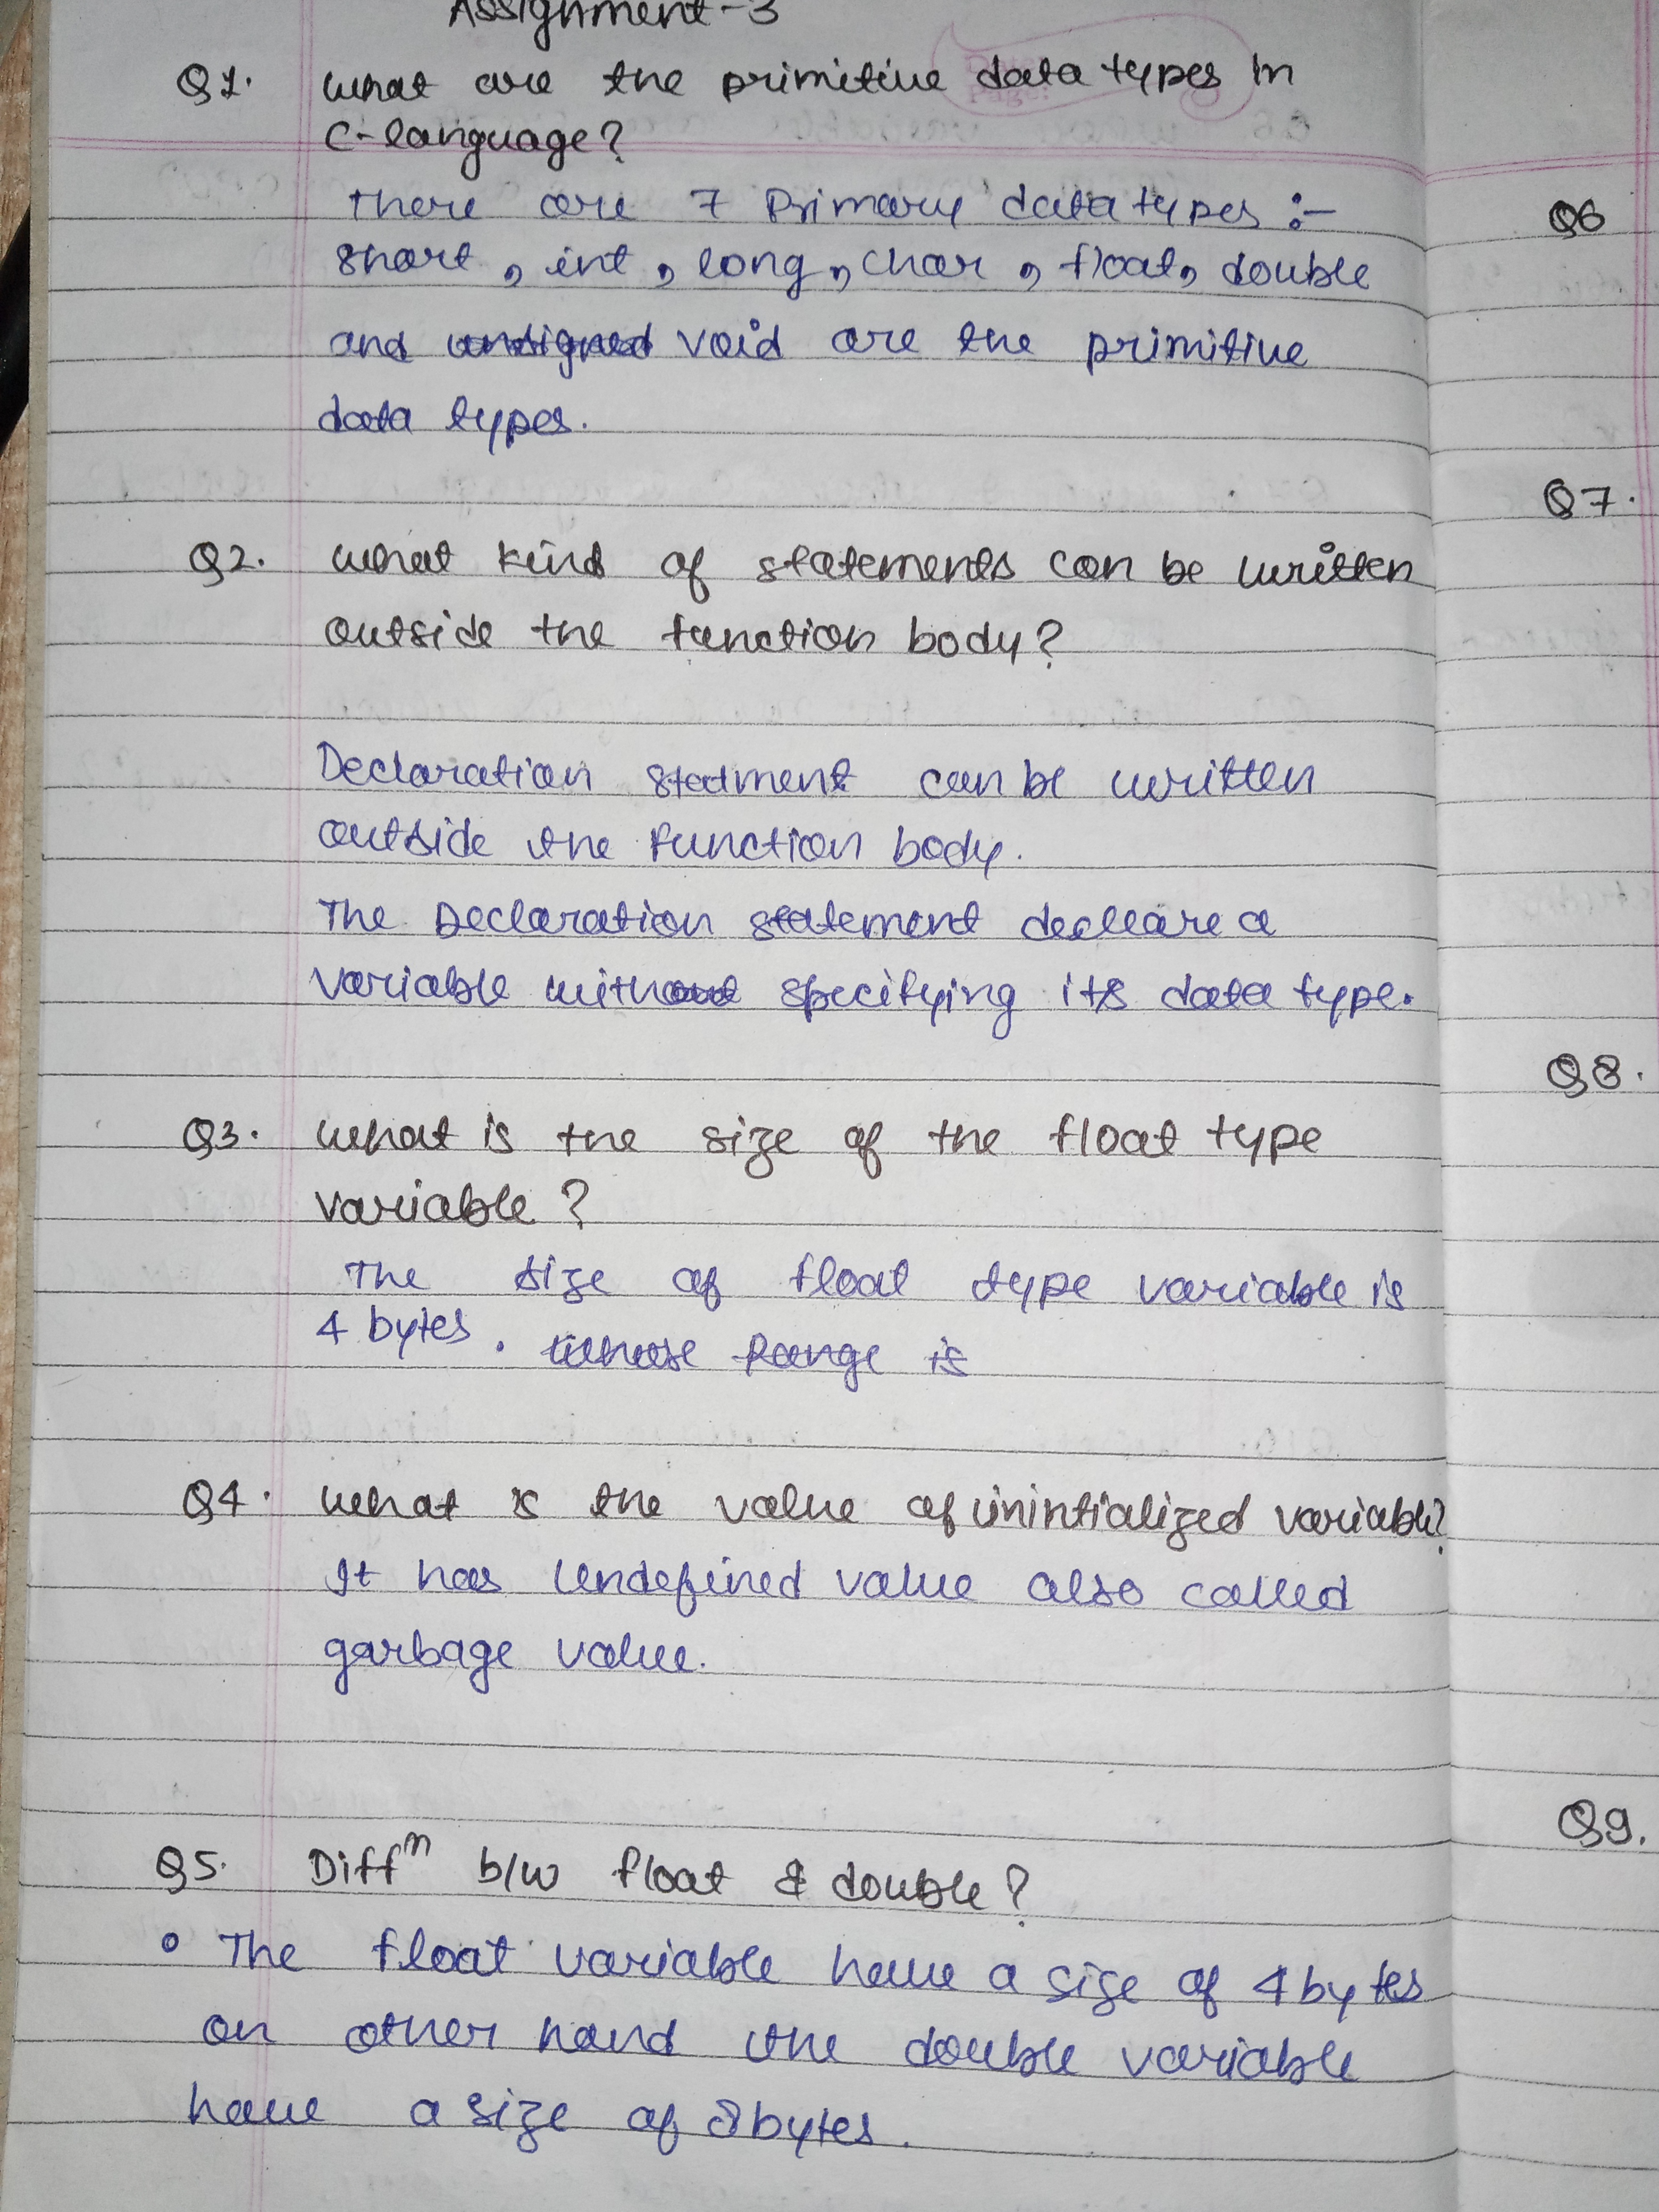 Assignment-3
Q1. What are the primitive data types in
C-language?
There are 7 Primary data types :-
short, int, long, char, float, double
and void are the primitive
data types.
Q2. What kind of statements can be written
outside the function body?
Declaration statment can be written
outside the function body.
The Declaration statement decleare a
variable without specifying its data type.
Q3. What is the size of the float type
variable?
The size of float type variable is
4 bytes. whose Range is
Q4. What is the value of unintialized variable?
It has Undefined value also called
garbage value.
Q5. Diffⁿ b/w float & double?
• The float variable have a size of 4 bytes
on other hand the double variable
have a size of 8 bytes.
Q6
Q7.
Q8.
Q9.